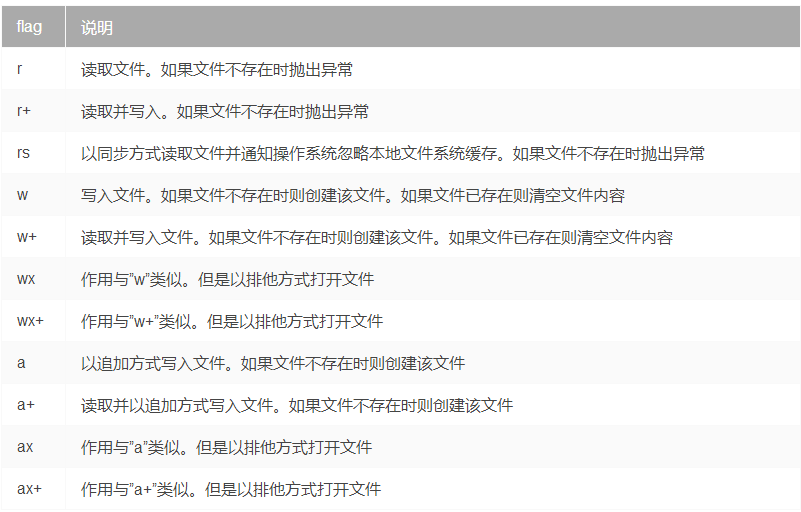 flag 说明
r 读取文件。如果文件不存在时抛出异常
r+ 读取并写入。如果文件不存在时抛出异常
rs 以同步方式读取文件并通知操作系统忽略本地文件系统缓存。如果文件不存在时抛出异常
w 写入文件。如果文件不存在时则创建该文件。如果文件已存在则清空文件内容
w+ 读取并写入文件。如果文件不存在时则创建该文件。如果文件已存在则清空文件内容
wx 作用与”w”类似。但是以排他方式打开文件
wx+ 作用与”w+”类似。但是以排他方式打开文件
a 以追加方式写入文件。如果文件不存在时则创建该文件
a+ 读取并以追加方式写入文件。如果文件不存在时则创建该文件
ax 作用与”a”类似。但是以排他方式打开文件
ax+ 作用与”a+”类似。但是以排他方式打开文件